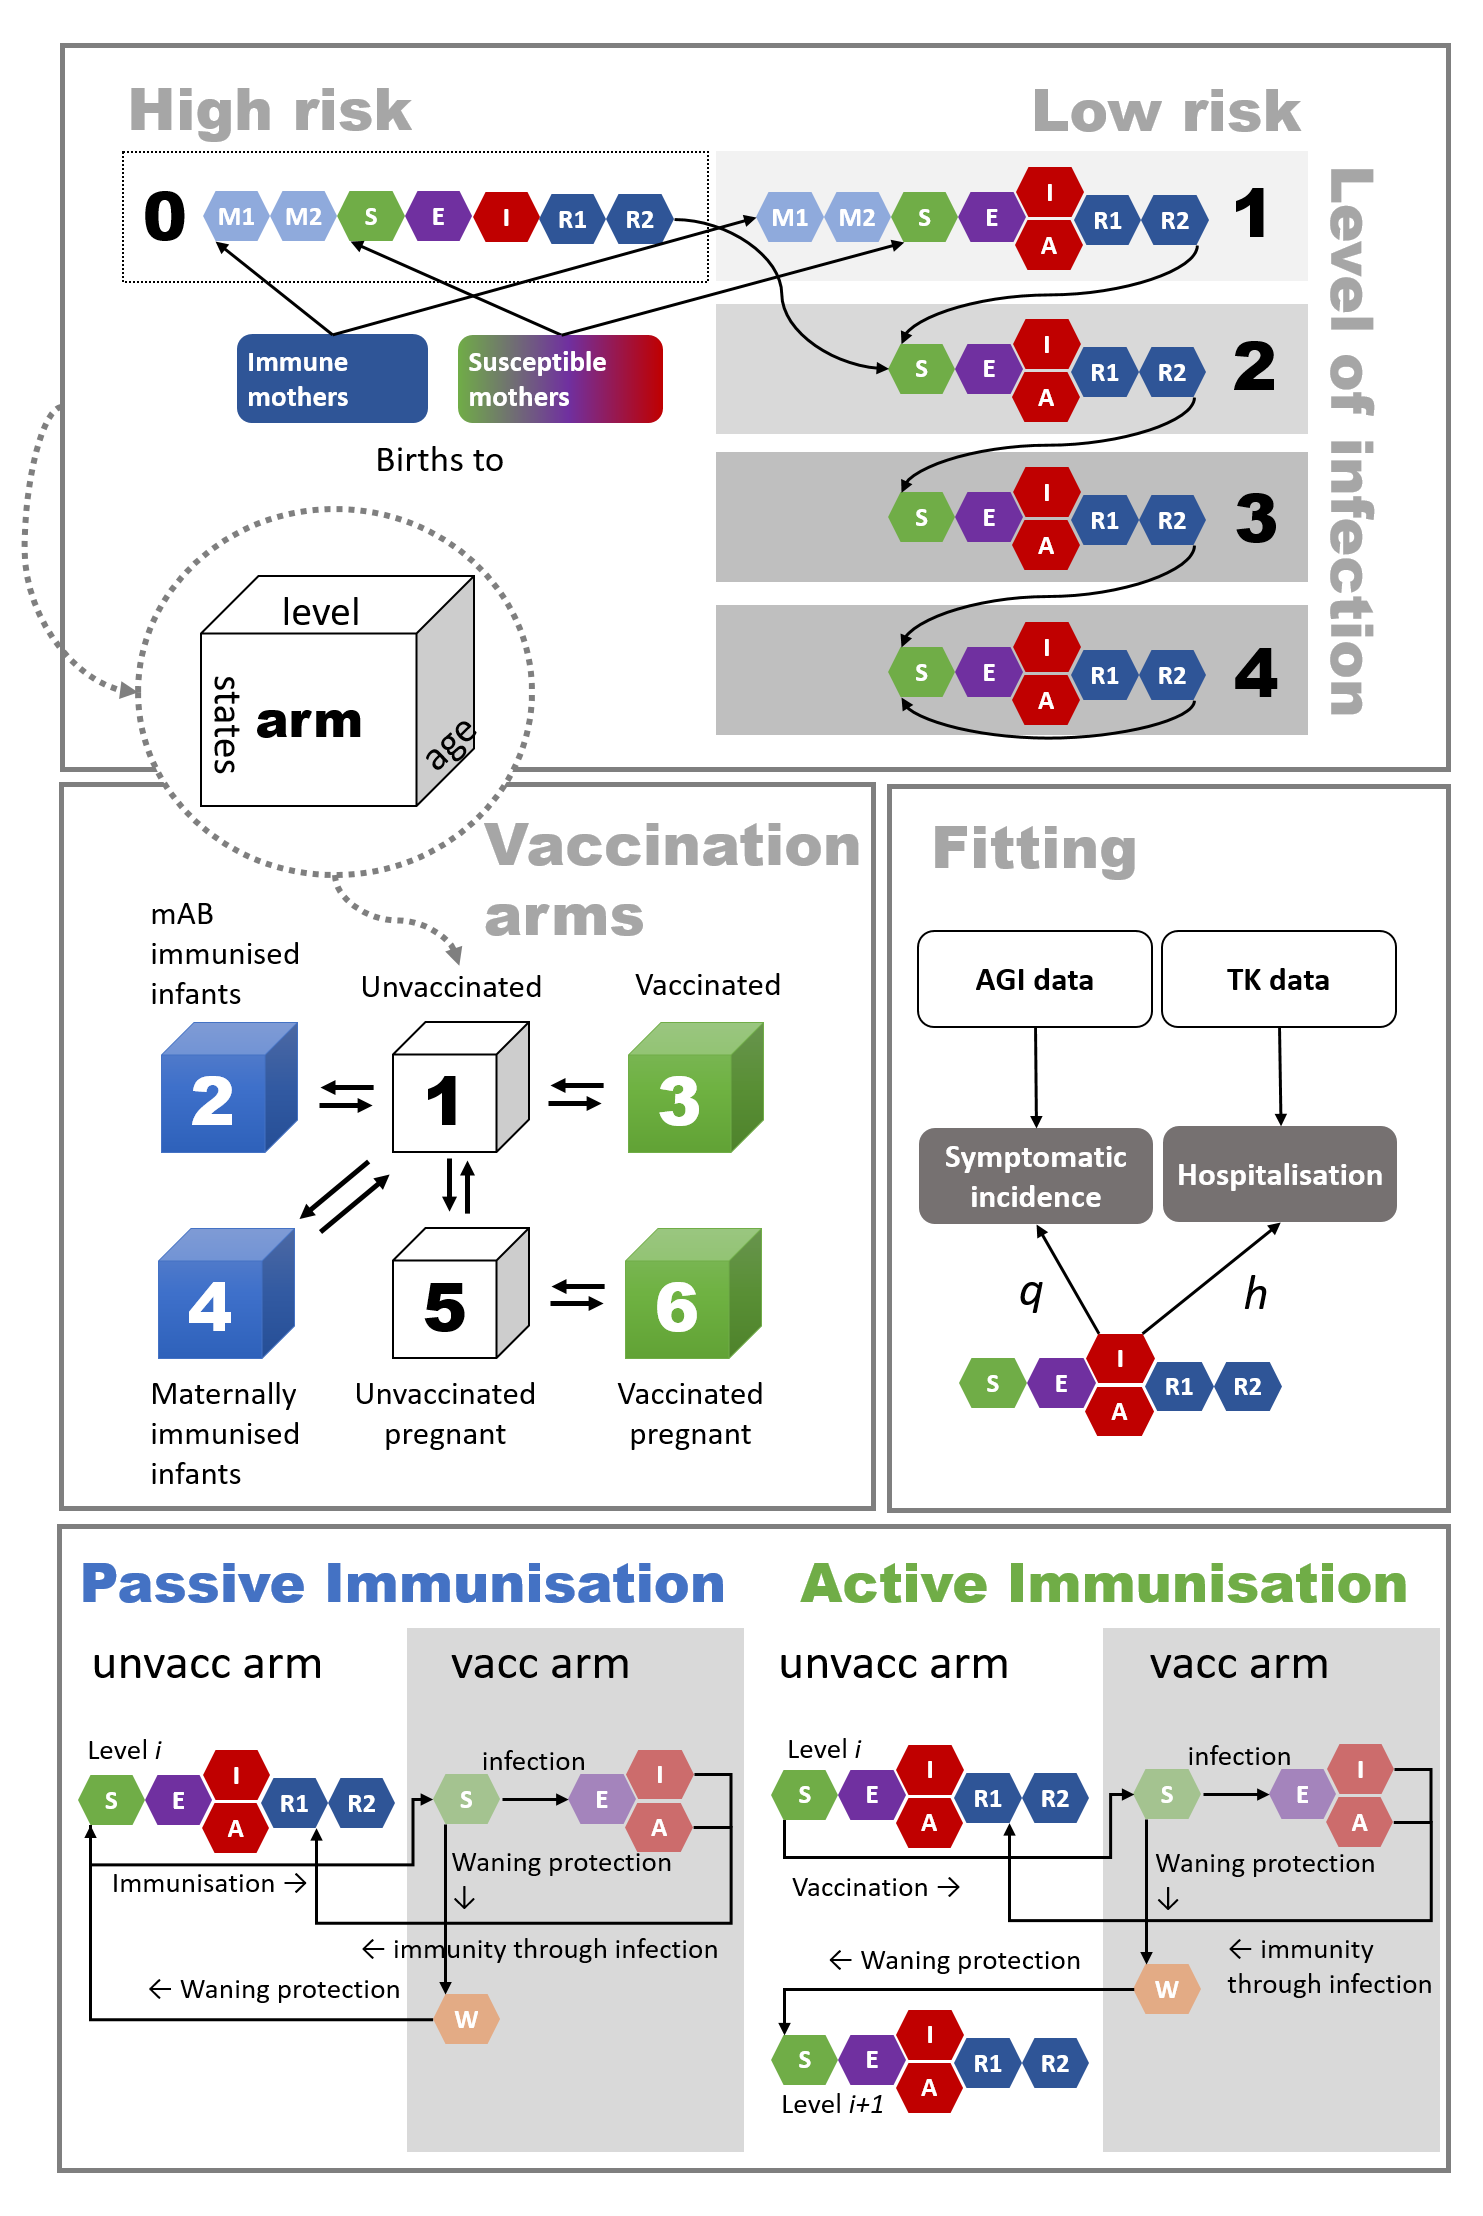 High risk
Low risk
Level of infection
0 M1 M2 S E I R1 R2
M1 M2 S E I A R1 R2 1
Immune
mothers
Susceptible
mothers
Births to
S E I A R1 R2 2
S E I A R1 R2 3
S E I A R1 R2 4
level
states
arm
age
Vaccination
arms
mAB
immunised
infants
Unvaccinated
Vaccinated
2
1
3
4
5
6
Maternally
immunised
infants
Unvaccinated
pregnant
Vaccinated
pregnant
Fitting
AGI data
TK data
Symptomatic
incidence
Hospitalisation
q
h
S E I A R1 R2
Passive Immunisation
unvacc arm
vacc arm
Level i
S E I A R1 R2
infection
S E I A
Immunisation →
Waning protection
↓
← immunity through infection
← Waning protection
W
Active Immunisation
unvacc arm
vacc arm
Level i
S E I A R1 R2
infection
S E I A
Vaccination →
Waning protection
↓
← Waning protection
← immunity
through infection
W
S E I A R1 R2
Level i+1